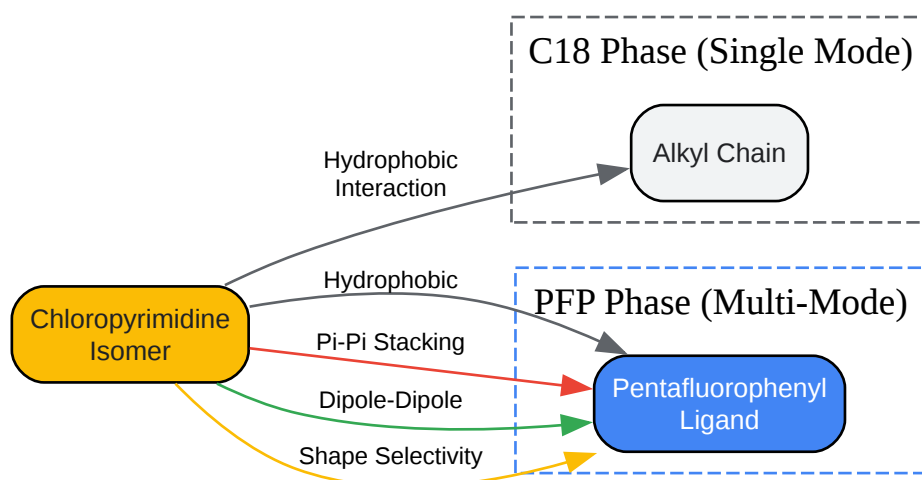 C18 Phase (Single Mode)
Alkyl Chain
Hydrophobic
Interaction
Hydrophobic
PFP Phase (Multi-Mode)
Chloropyrimidine
Isomer
Pi-Pi Stacking
Pentafluorophenyl
Ligand
Dipole-Dipole
Shape Selectivity